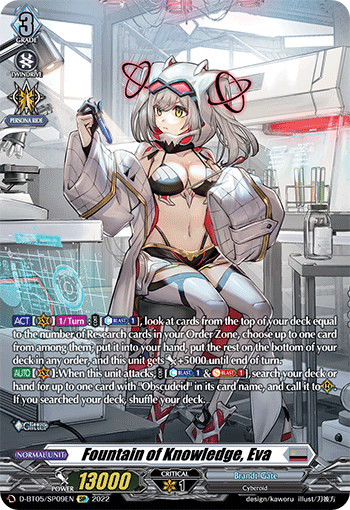 3
GRADE
TWINDRIVE
PERSONA RIDE
ACT 1/Turn : BLAST 1 , look at cards from the top of your deck equal
to the number of Research cards in your Order Zone, choose up to one card
from among them, put it into your hand, put the rest on the bottom of your
deck in any order, and this unit gets +5000 until end of turn.
AUTO :When this unit attacks, BLAST 1 , search your deck or
hand for up to one card with "Obscudeid" in its card name, and call it to .
If you searched your deck, shuffle your deck.
Glitter
NORMAL UNIT
Fountain of Knowledge, Eva
POWER 13000
CRITICAL
1
Brandt Gate
Cyberoid
D-BT05/SP09EN SP 2022
design/kaworu illust/刀彼方